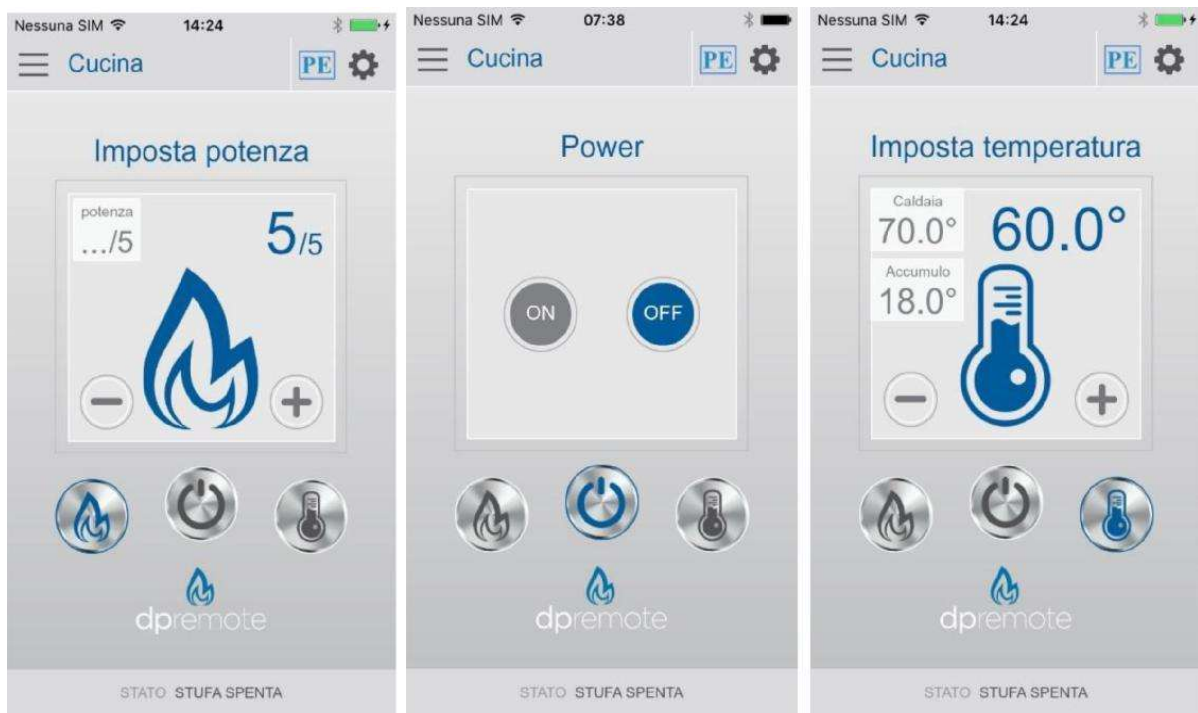 Nessuna SIM 14:24
Cucina PE
Imposta potenza
potenza
.../5
5/5
dpremote
STATO STUFA SPENTA
Nessuna SIM 07:38
Cucina PE
Power
ON OFF
dpremote
STATO STUFA SPENTA
Nessuna SIM 14:24
Cucina PE
Imposta temperatura
Caldaia
70.0°
60.0°
Accumulo
18.0°
dpremote
STATO STUFA SPENTA